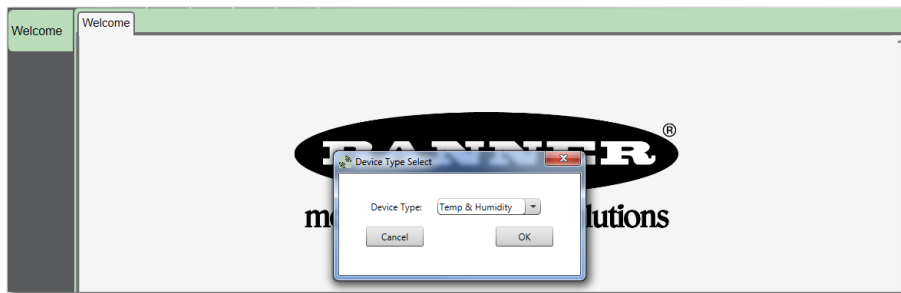 Welcome
Welcome
BANNER®
Device Type Select
Device Type: Temp & Humidity
lutions
Cancel
OK